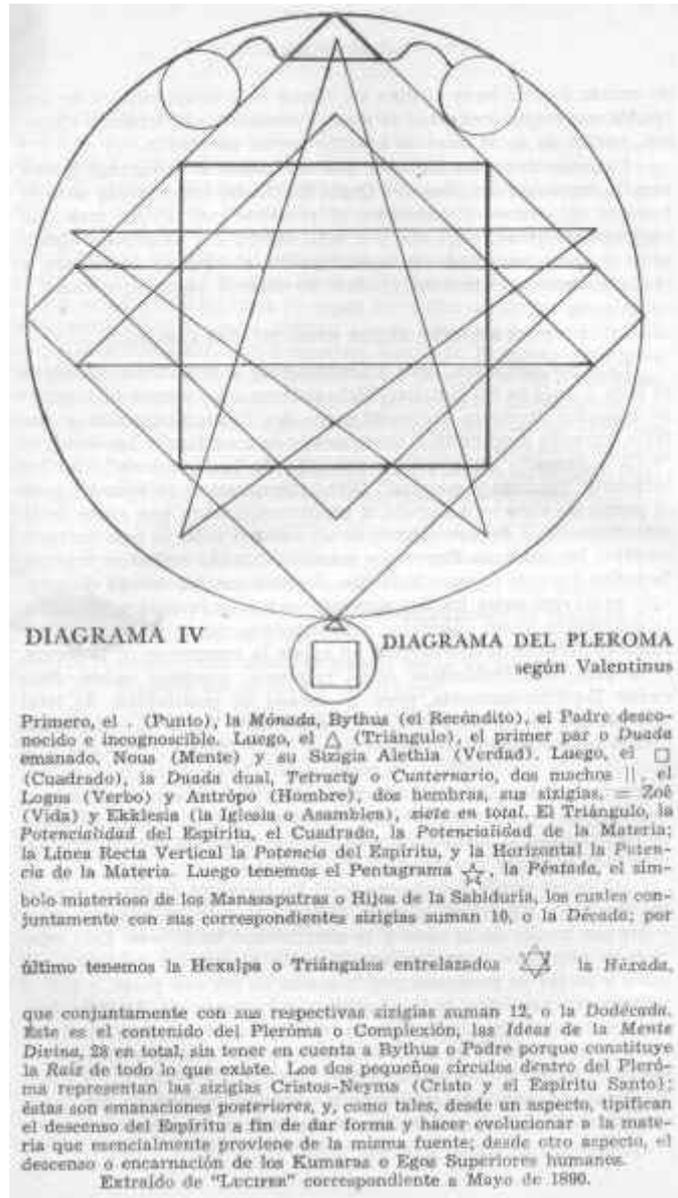 DIAGRAMA IV
DIAGRAMA DEL PLEROMA
según Valentinus
Primero, el . (Punto), la Mónada, Bythus (el Recóndito), el Padre desco-
nocido e incognoscible. Luego, el △ (Triángulo), el primer par o Duada
emanado, Nous (Mente) y su Sizigia Alethia (Verdad). Luego, el □
(Cuadrado), la Duada dual, Tetracty o Cuaternario, dos machos ||, el
Logus (Verbo) y Antrópo (Hombre), dos hembras, sus sizigias, = Zoê
(Vida) y Ekklesia (la Iglesia o Asamblea), siete en total. El Triángulo, la
Potencialidad del Espíritu, el Cuadrado, la Potencialidad de la Materia;
la Línea Recta Vertical la Potencia del Espíritu, y la Horizontal la Poten-
cia de la Materia. Luego tenemos el Pentagrama ☆, la Péntada, el sím-
bolo misterioso de los Manasaputras o Hijos de la Sabiduría, los cuales con-
juntamente con sus correspondientes sizigias suman 10, o la Década; por
último tenemos la Hexalpa o Triángulos entrelazados ✡ la Héxada,
que conjuntamente con sus respectivas sizigias suman 12, o la Dodécada.
Este es el contenido del Pleróma o Complexión, las Ideas de la Mente
Divina, 28 en total, sin tener en cuenta a Bythus o Padre porque constituye
la Raíz de todo lo que existe. Los dos pequeños círculos dentro del Pleró-
ma representan las sizigias Cristos-Neyma (Cristo y el Espíritu Santo);
éstas son emanaciones posteriores, y, como tales, desde un aspecto, tipifican
el descenso del Espíritu a fin de dar forma y hacer evolucionar a la mate-
ria que esencialmente proviene de la misma fuente; desde otro aspecto, el
descenso o encarnación de los Kumaras o Egos Superiores humanos.
Extraído de "LUCIFER" correspondiente a Mayo de 1890.